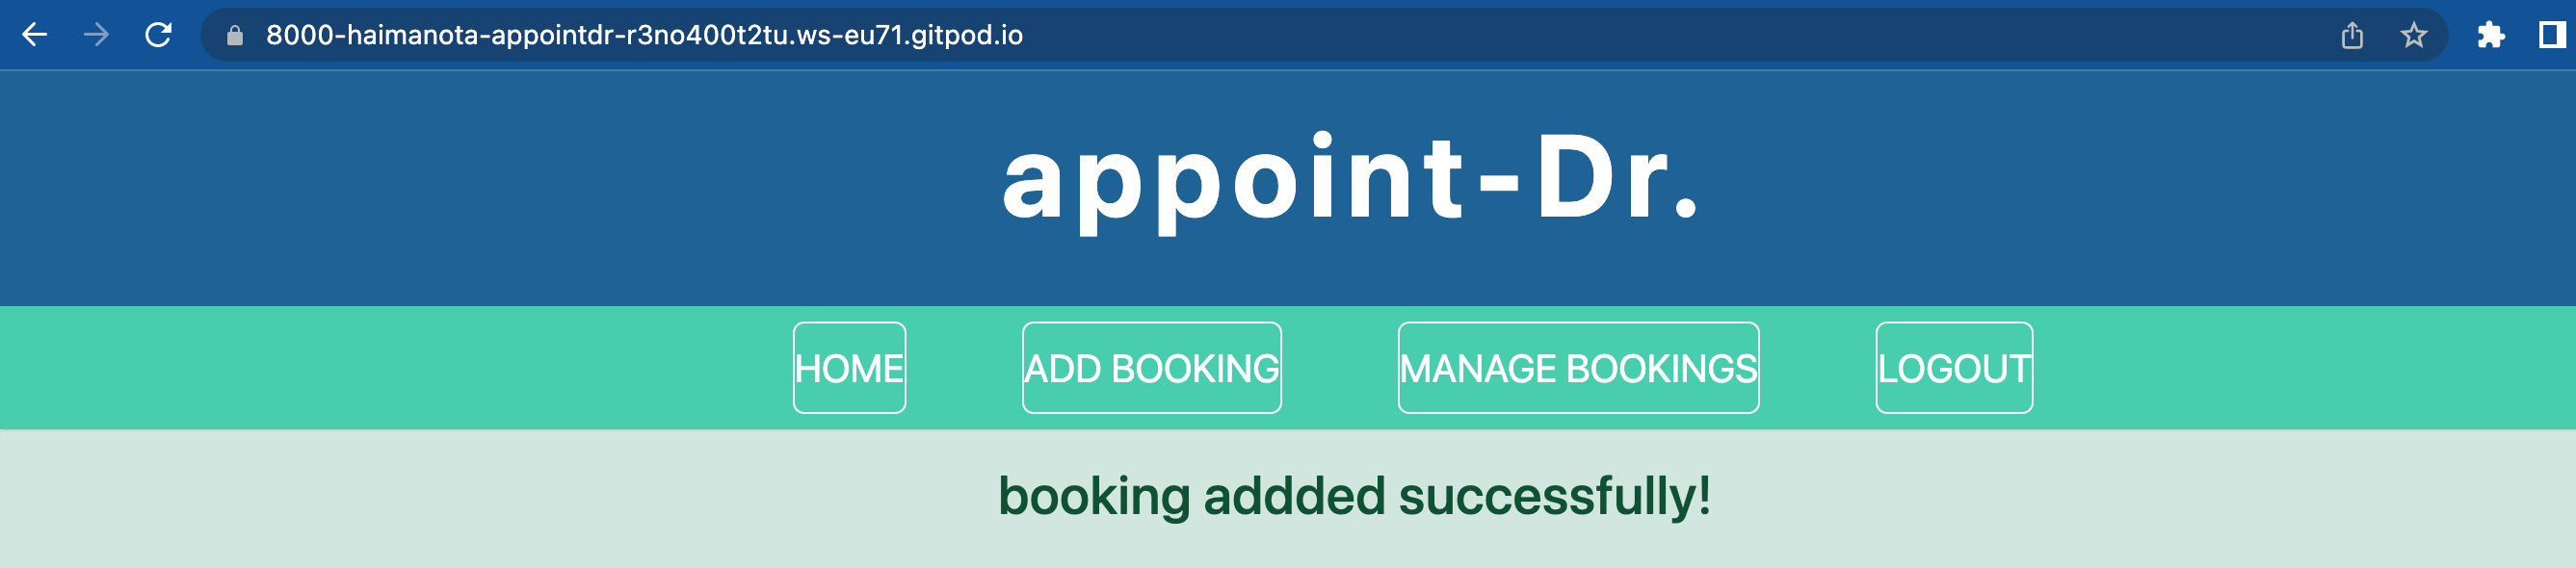 8000-haimanota-appointdr-r3no400t2tu.ws-eu71.gitpod.io
appoint-Dr.
HOME ADD BOOKING MANAGE BOOKINGS LOGOUT
booking addded successfully!